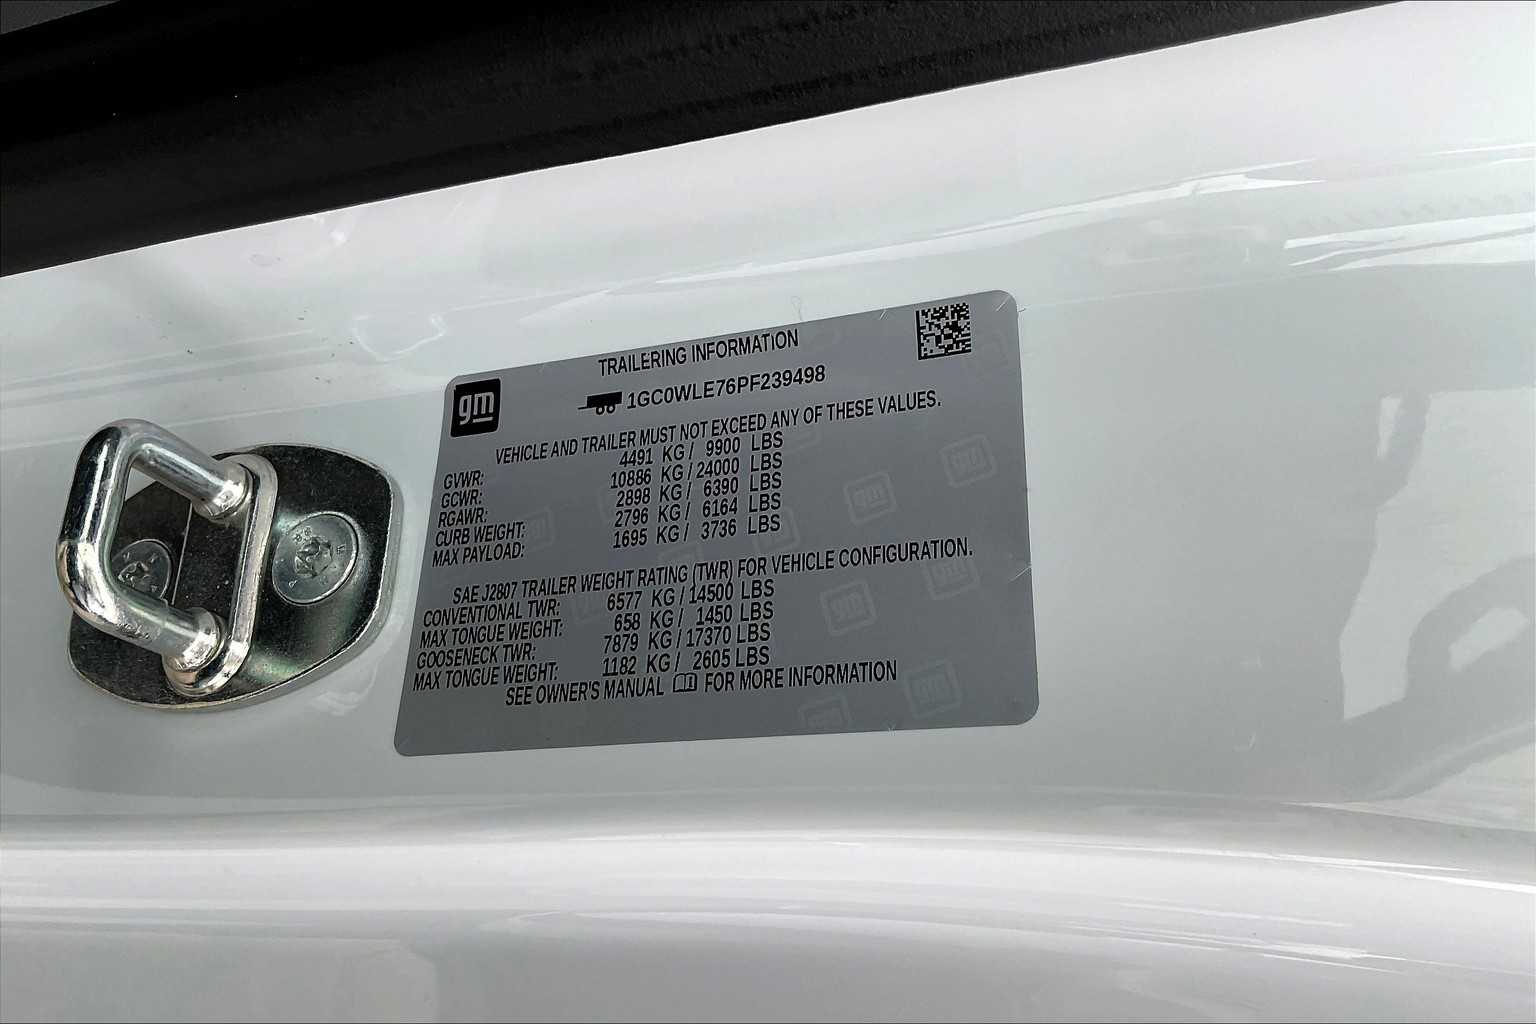 TRAILERING INFORMATION
gm
1GC0WLE76PF239498
VEHICLE AND TRAILER MUST NOT EXCEED ANY OF THESE VALUES.
GVWR: 4491 KG / 9900 LBS
GCWR: 10886 KG / 24000 LBS
RGAWR: 2898 KG / 6390 LBS
CURB WEIGHT: 2796 KG / 6164 LBS
MAX PAYLOAD: 1695 KG / 3736 LBS
SAE J2807 TRAILER WEIGHT RATING (TWR) FOR VEHICLE CONFIGURATION.
CONVENTIONAL TWR: 6577 KG / 14500 LBS
MAX TONGUE WEIGHT: 658 KG / 1450 LBS
GOOSENECK TWR: 7879 KG / 17370 LBS
MAX TONGUE WEIGHT: 1182 KG / 2605 LBS
SEE OWNER'S MANUAL FOR MORE INFORMATION